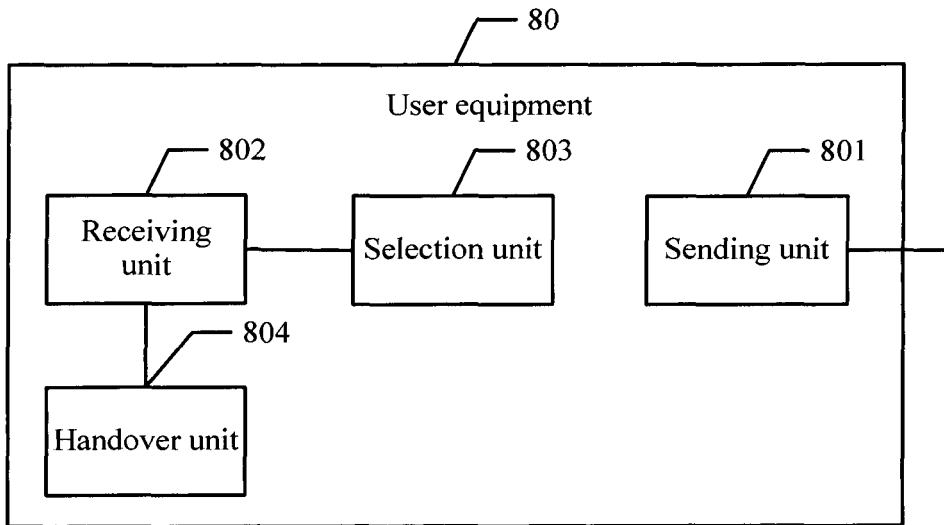 80
User equipment
802
803
801
Receiving
unit
Selection unit
Sending unit
804
Handover unit